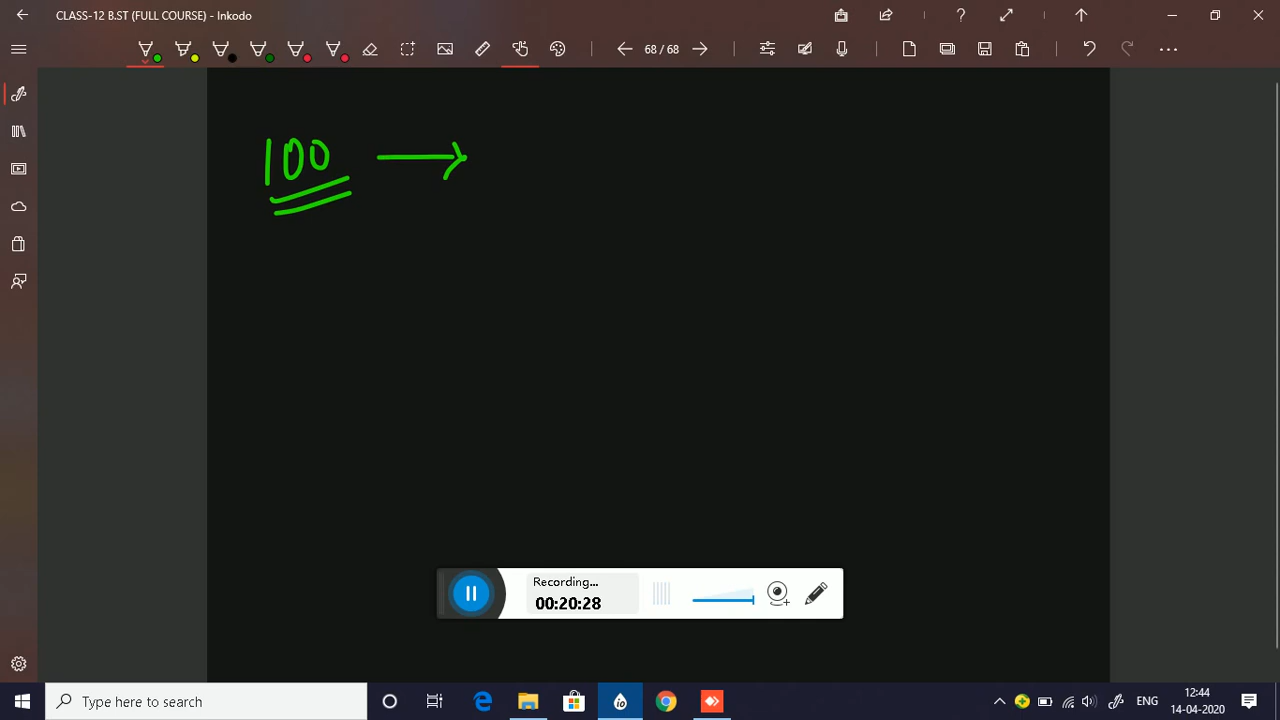 CLASS-12 B.ST (FULL COURSE) - Inkodo
68 / 68
100 →
Recording...
00:20:28
Type here to search
ENG
12:44
14-04-2020